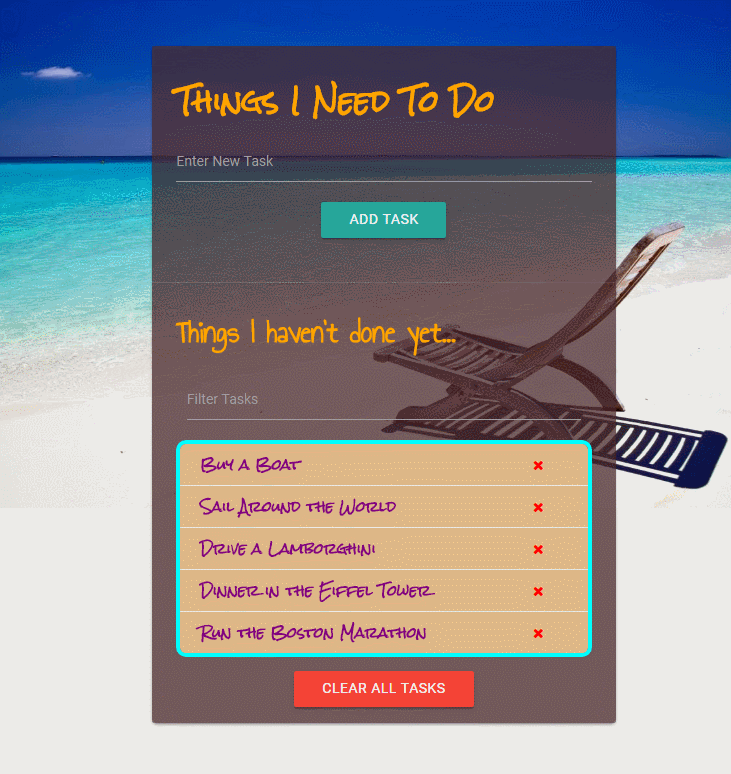 Things I Need To Do
Enter New Task
ADD TASK
Things I haven't done yet...
Filter Tasks
Buy a Boat
Sail Around the World
Drive a Lamborghini
Dinner in the Eiffel Tower
Run the Boston Marathon
CLEAR ALL TASKS